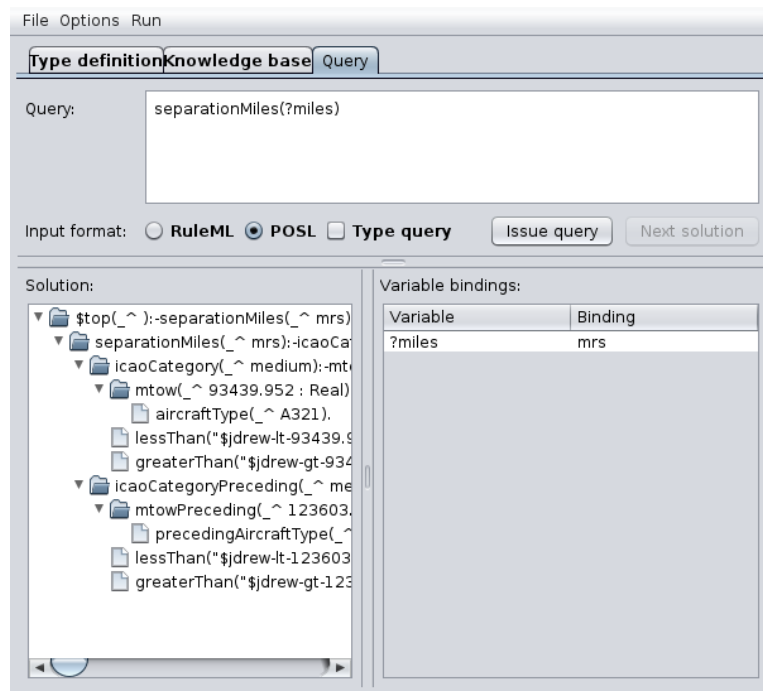 File Options Run
Type definition Knowledge base Query
Query:
separationMiles(?miles)
Input format: RuleML POSL Type query Issue query Next solution
Solution:
$top(_^ ):-separationMiles(_^ mrs)
separationMiles(_^ mrs):-icaoCa
icaoCategory(_^ medium):-mt
mtow(_^ 93439.952 : Real)
aircraftType(_^ A321).
lessThan("$jdrew-lt-93439.9
greaterThan("$jdrew-gt-934
icaoCategoryPreceding(_^ me
mtowPreceding(_^ 123603.
precedingAircraftType(_^
lessThan("$jdrew-lt-123603
greaterThan("$jdrew-gt-123
Variable bindings:
Variable Binding
?miles mrs